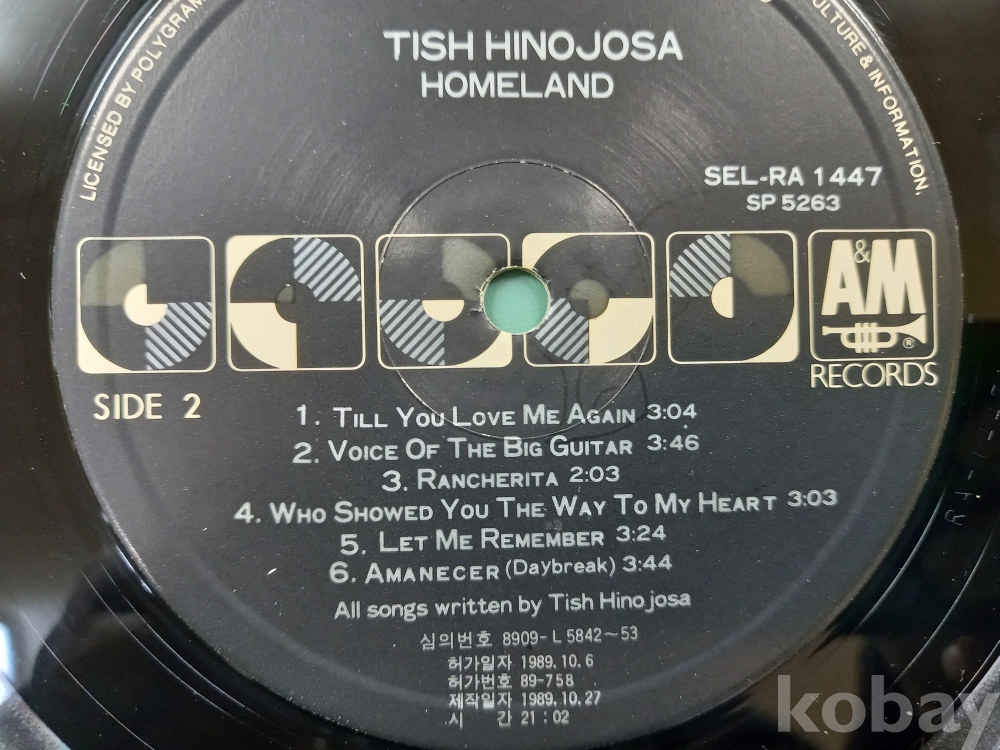 LICENSED BY POLYGRAM
CULTURE & INFORMATION.
TISH HINOJOSA
HOMELAND
SEL-RA 1447
SP 5263
A&M
®
RECORDS
SIDE 2
1. TILL YOU LOVE ME AGAIN 3:04
2. VOICE OF THE BIG GUITAR 3:46
3. RANCHERITA 2:03
4. WHO SHOWED YOU THE WAY TO MY HEART 3:03
5. LET ME REMEMBER 3:24
6. AMANECER (Daybreak) 3:44
All songs written by Tish Hinojosa
심의번호 8909-L5842~53
허가일자 1989.10.6
허가번호 89-758
제작일자 1989.10.27
시 간 21:02
kobay